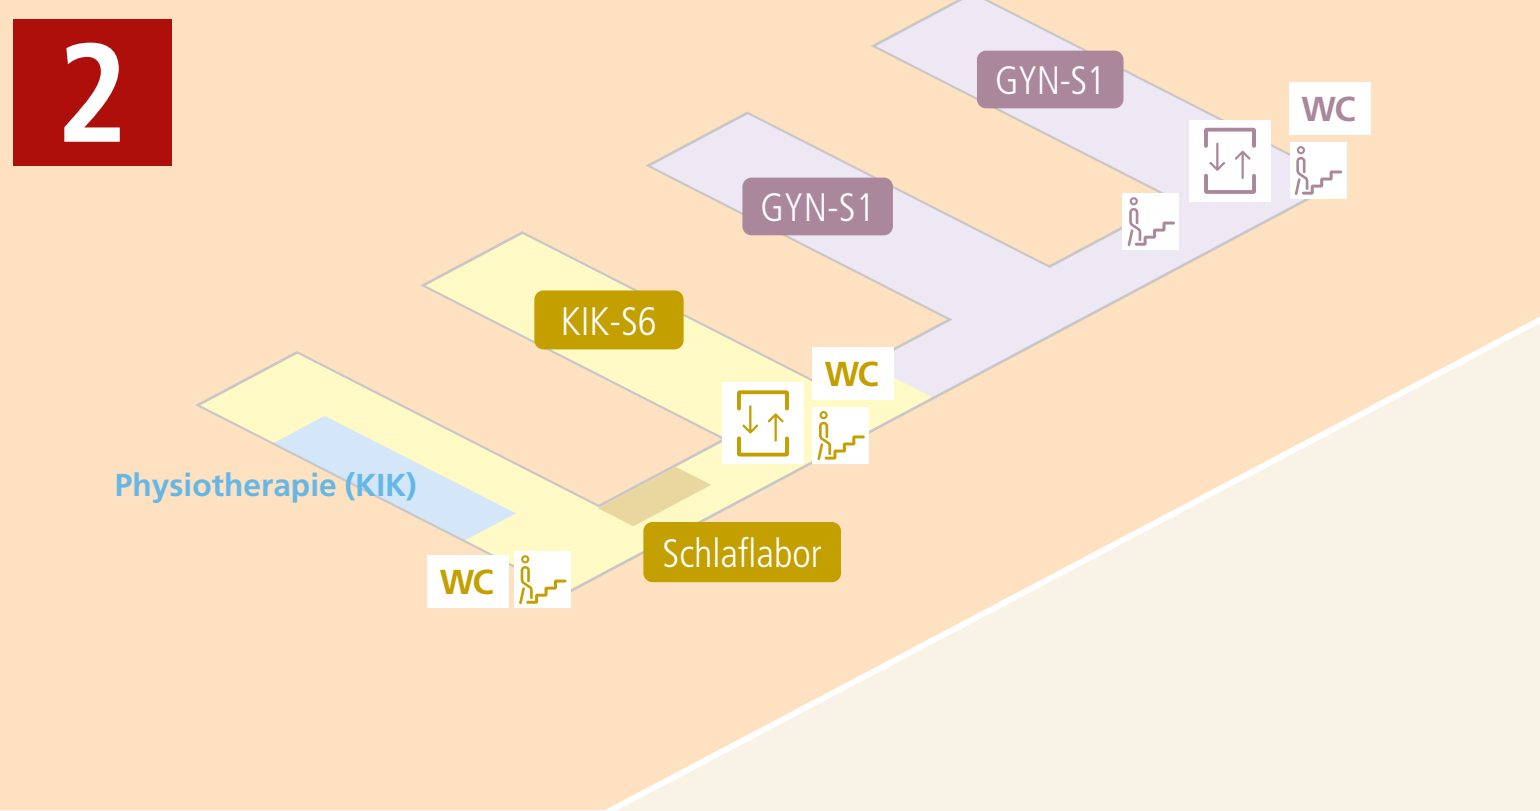 2
GYN-S1
WC
GYN-S1
KIK-S6
WC
Physiotherapie (KIK)
Schlaflabor
WC